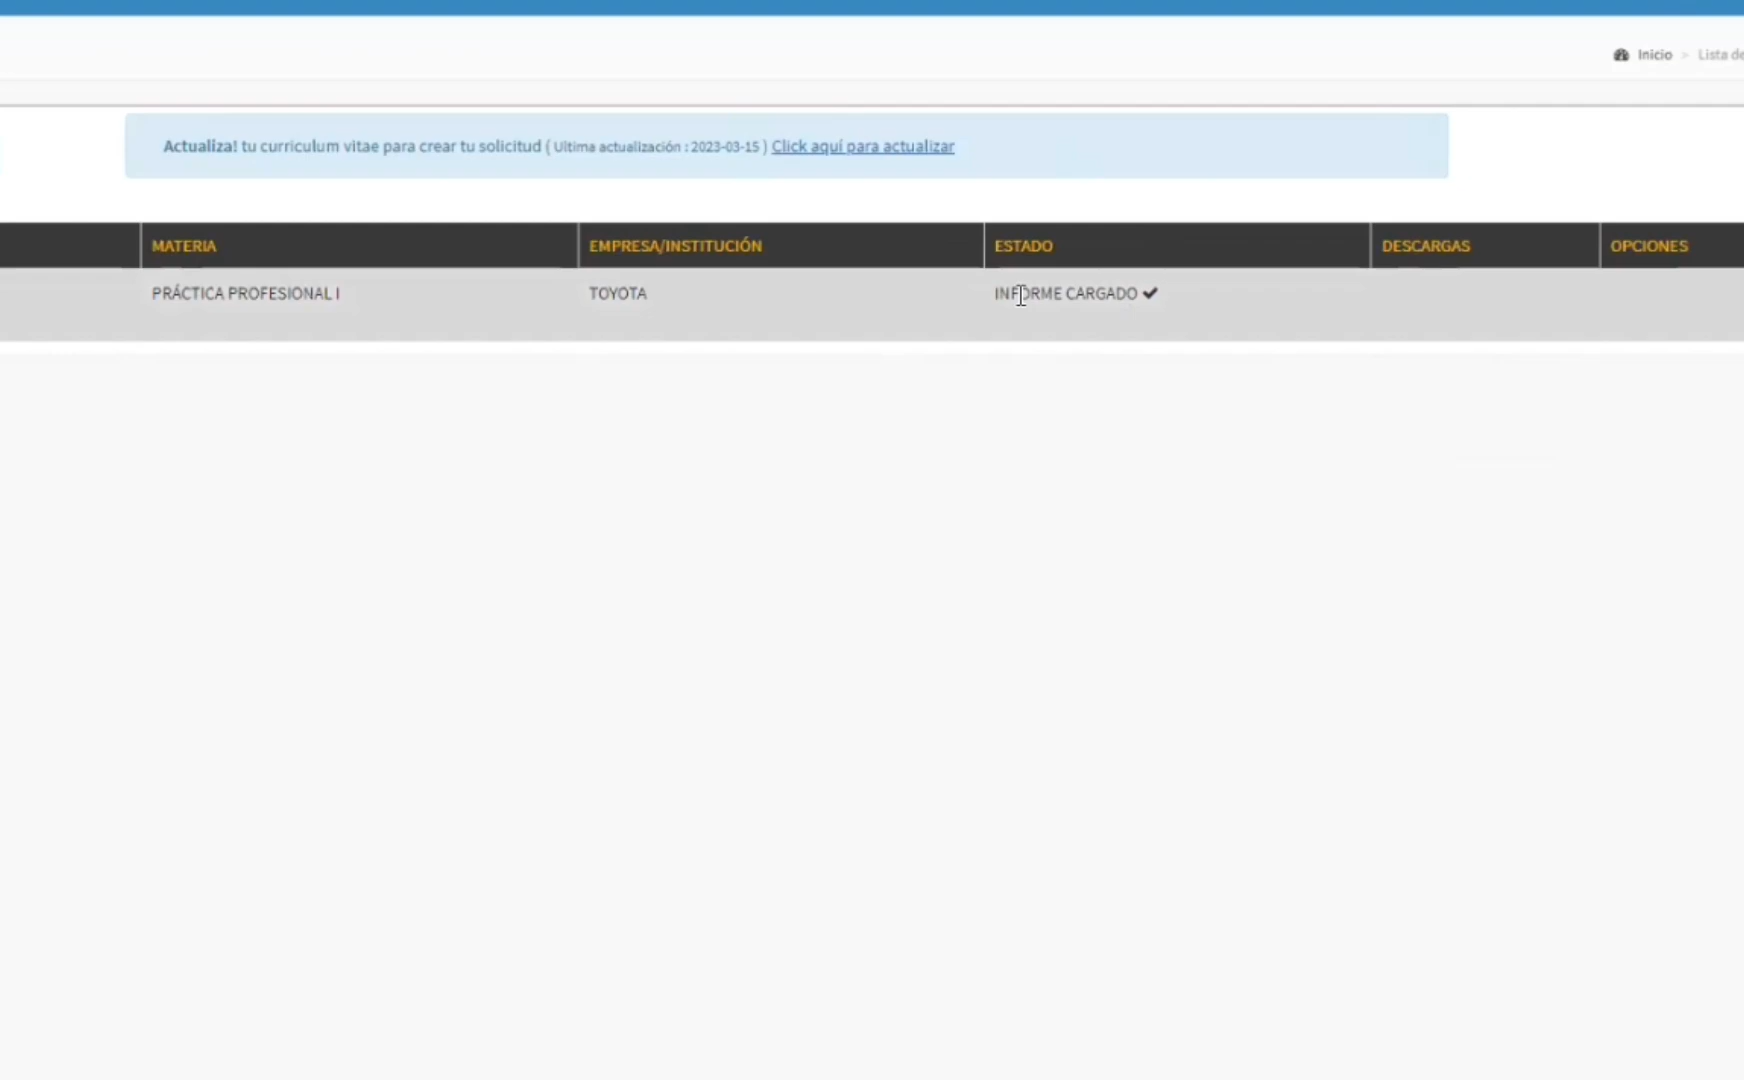 Inicio > Lista de
Actualiza! tu curriculum vitae para crear tu solicitud ( Ultima actualización : 2023-03-15 ) Click aquí para actualizar
MATERIA EMPRESA/INSTITUCIÓN ESTADO DESCARGAS OPCIONES
PRÁCTICA PROFESIONAL I TOYOTA INFORME CARGADO ✔